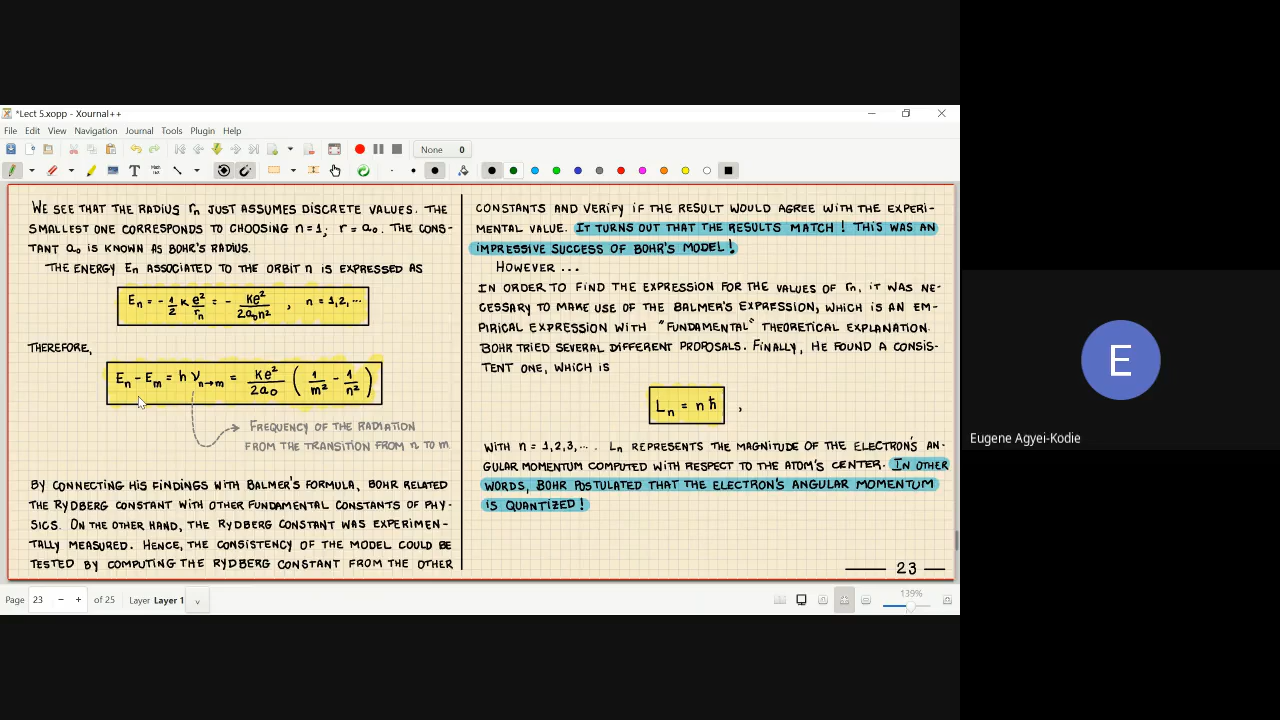 *Lect 5.xopp - Xournal++
File Edit View Navigation Journal Tools Plugin Help
None 0
WE SEE THAT THE RADIUS rn JUST ASSUMES DISCRETE VALUES. THE
SMALLEST ONE CORRESPONDS TO CHOOSING n=1; r = a₀. THE CONS-
TANT a₀ IS KNOWN AS BOHR'S RADIUS.
THE ENERGY En ASSOCIATED TO THE ORBIT n IS EXPRESSED AS
En = - 1/2 k e²/rn = - ke²/2a₀n² , n = 1,2,...
THEREFORE,
En - Em = h ν n→m = ke²/2a₀ ( 1/m² - 1/n² )
FREQUENCY OF THE RADIATION
FROM THE TRANSITION FROM n TO m
BY CONNECTING HIS FINDINGS WITH BALMER'S FORMULA, BOHR RELATED
THE RYDBERG CONSTANT WITH OTHER FUNDAMENTAL CONSTANTS OF PHY-
SICS. ON THE OTHER HAND, THE RYDBERG CONSTANT WAS EXPERIMEN-
TALLY MEASURED. HENCE, THE CONSISTENCY OF THE MODEL COULD BE
TESTED BY COMPUTING THE RYDBERG CONSTANT FROM THE OTHER
CONSTANTS AND VERIFY IF THE RESULT WOULD AGREE WITH THE EXPERI-
MENTAL VALUE. IT TURNS OUT THAT THE RESULTS MATCH! THIS WAS AN
IMPRESSIVE SUCCESS OF BOHR'S MODEL!
HOWEVER ...
IN ORDER TO FIND THE EXPRESSION FOR THE VALUES OF rn, IT WAS NE-
CESSARY TO MAKE USE OF THE BALMER'S EXPRESSION, WHICH IS AN EM-
PIRICAL EXPRESSION WITH "FUNDAMENTAL" THEORETICAL EXPLANATION.
BOHR TRIED SEVERAL DIFFERENT PROPOSALS. FINALLY, HE FOUND A CONSIS-
TENT ONE, WHICH IS
Ln = n ħ ,
WITH n = 1,2,3,... . Ln REPRESENTS THE MAGNITUDE OF THE ELECTRON'S AN-
GULAR MOMENTUM COMPUTED WITH RESPECT TO THE ATOM'S CENTER. IN OTHER
WORDS, BOHR POSTULATED THAT THE ELECTRON'S ANGULAR MOMENTUM
IS QUANTIZED!
23
Page 23 - + of 25 Layer Layer 1
139%
E
Eugene Agyei-Kodie